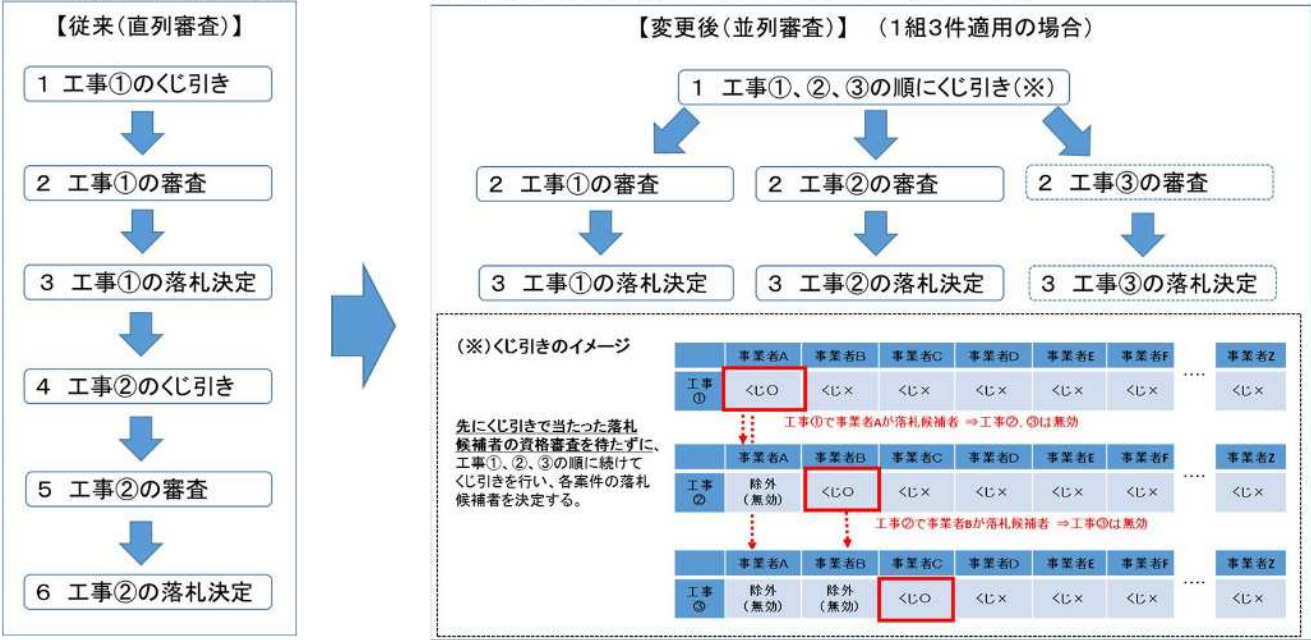 【従来(直列審査)】
1 工事①のくじ引き
2 工事①の審査
3 工事①の落札決定
4 工事②のくじ引き
5 工事②の審査
6 工事②の落札決定
【変更後(並列審査)】 (1組3件適用の場合)
1 工事①、②、③の順にくじ引き(※)
2 工事①の審査
2 工事②の審査
2 工事③の審査
3 工事①の落札決定
3 工事②の落札決定
3 工事③の落札決定
(※)くじ引きのイメージ
先にくじ引きで当たった落札
候補者の資格審査を待たずに、
工事①、②、③の順に続けて
くじ引きを行い、各案件の落札
候補者を決定する。
事業者A 事業者B 事業者C 事業者D 事業者E 事業者F ‥‥ 事業者Z
工事① くじ○ くじ× くじ× くじ× くじ× くじ× くじ×
工事①で事業者Aが落札候補者 ⇒工事②、③は無効
事業者A 事業者B 事業者C 事業者D 事業者E 事業者F ‥‥ 事業者Z
工事② 除外(無効) くじ○ くじ× くじ× くじ× くじ× くじ×
工事②で事業者Bが落札候補者 ⇒工事③は無効
事業者A 事業者B 事業者C 事業者D 事業者E 事業者F ‥‥ 事業者Z
工事③ 除外(無効) 除外(無効) くじ○ くじ× くじ× くじ× くじ×